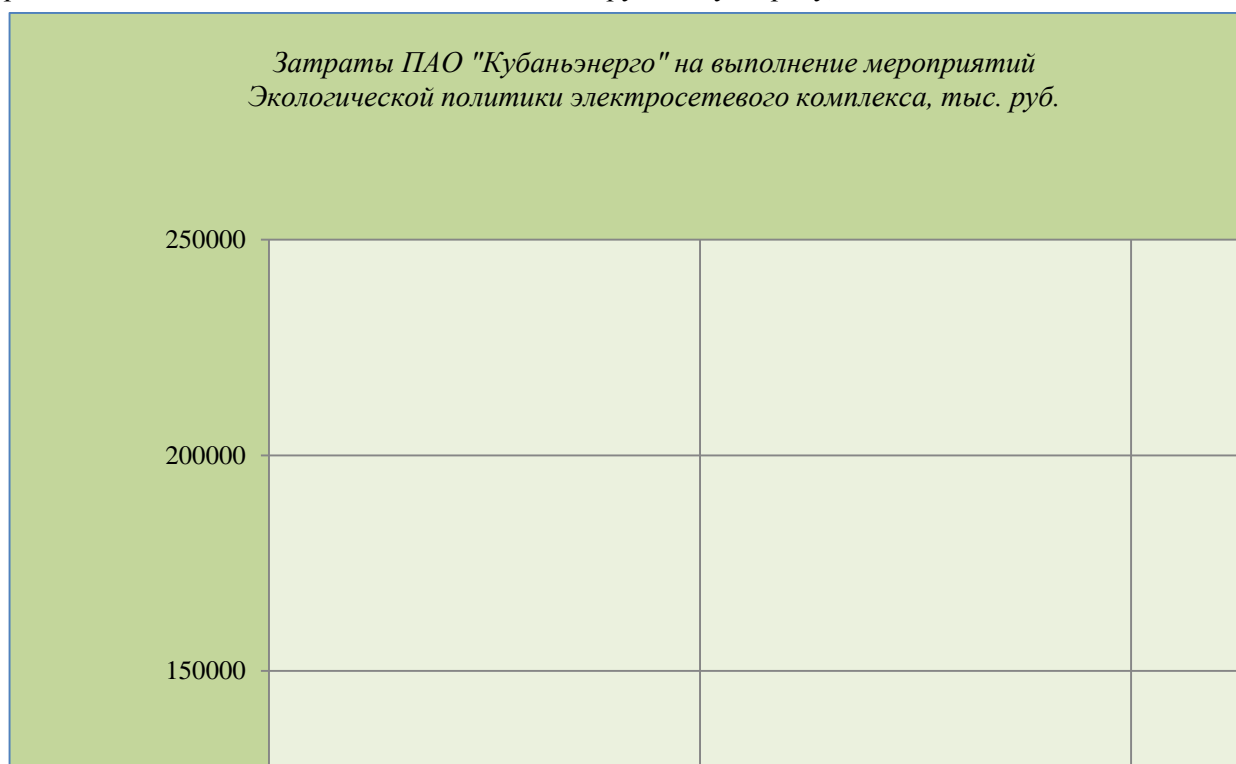 Затраты ПАО "Кубаньэнерго" на выполнение мероприятий
Экологической политики электросетевого комплекса, тыс. руб.
250000
200000
150000